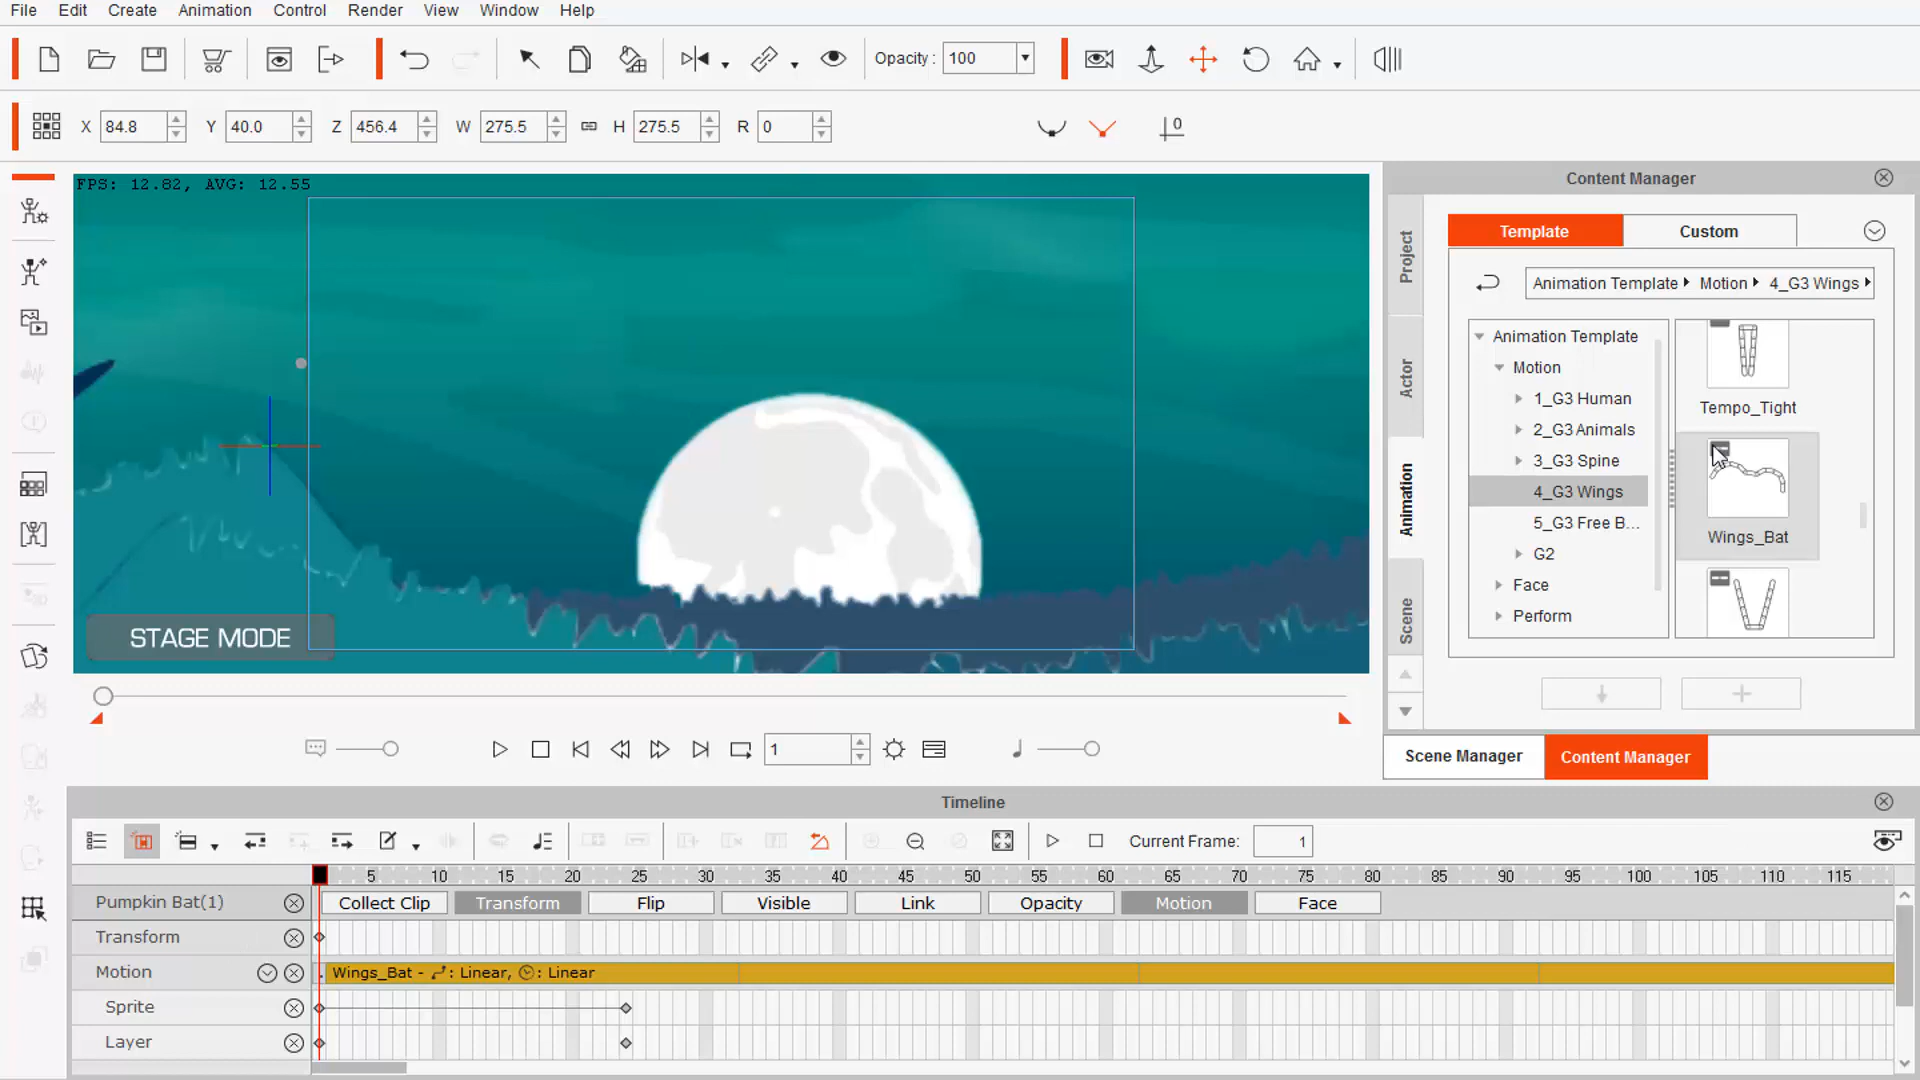 File Edit Create Animation Control Render View Window Help
Opacity : 100
X 84.8 Y 40.0 Z 456.4 W 275.5 H 275.5 R 0
0
FPS: 12.82, AVG: 12.55
STAGE MODE
Content Manager
Project
Actor
Animation
Scene
Template Custom
Animation Template Motion 4_G3 Wings
Animation Template
Motion
1_G3 Human
2_G3 Animals
3_G3 Spine
4_G3 Wings
5_G3 Free B...
G2
Face
Perform
Tempo_Tight
Wings_Bat
Scene Manager Content Manager
1
Timeline
Current Frame: 1
5 10 15 20 25 30 35 40 45 50 55 60 65 70 75 80 85 90 95 100 105 110 115
Pumpkin Bat(1) Collect Clip Transform Flip Visible Link Opacity Motion Face
Transform
Motion Wings_Bat - : Linear, : Linear
Sprite
Layer